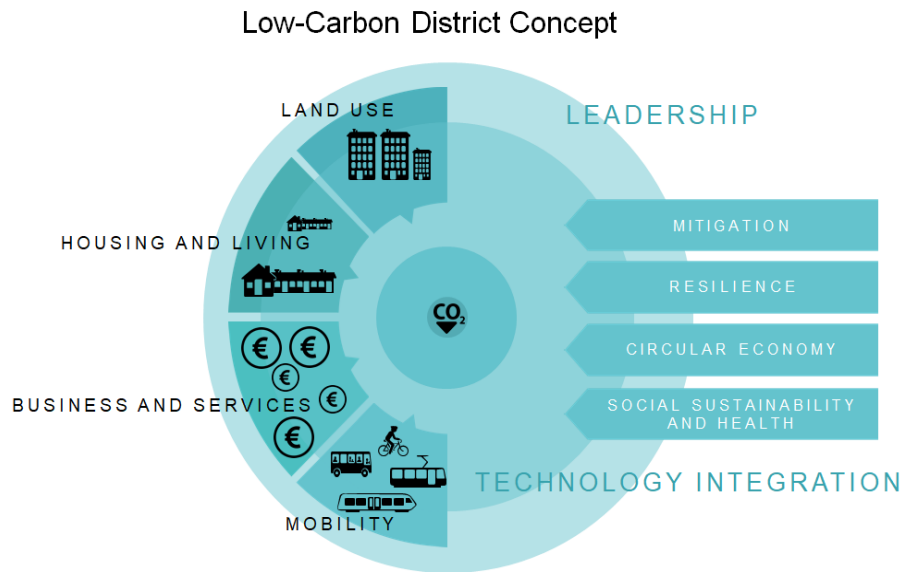 Low-Carbon District Concept
LAND USE
LEADERSHIP
HOUSING AND LIVING
MITIGATION
RESILIENCE
CO₂
CIRCULAR ECONOMY
€ €
€
€
€
BUSINESS AND SERVICES
SOCIAL SUSTAINABILITY
AND HEALTH
TECHNOLOGY INTEGRATION
MOBILITY